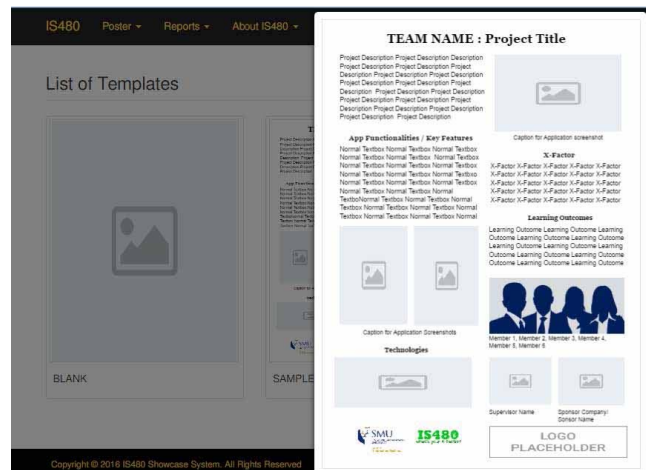 IS480 Poster Reports About IS480
List of Templates
BLANK
SAMPLE
Copyright © 2016 IS480 Showcase System. All Rights Reserved
TEAM NAME : Project Title
Project Description Project Description Description
Project Description Project Description Project
Description Project Description Project Description
Project Description Project Description Project
Description Project Description Project Description
Project Description Project Description Project
Description Project Description Project Description
Project Description Project Description
App Functionalities / Key Features
Normal Textbox Normal Textbox Normal Textbox
Normal Textbox Normal Textbox Normal Textbox
Normal Textbox Normal Textbox Normal Textbox
Normal Textbox Normal Textbox Normal Textbo
Normal Textbox Normal Textbox Normal Textbox
Normal Textbox Normal Textbox Normal
TextboNormal Textbox Normal Textbox Normal
Textbox Normal Textbox Normal Textbox Normal
Textbox Normal Textbox Normal Textbox Normal
Caption for Application Screenshots
Technologies
SMU
IS480
Caption for Application screenshot
X-Factor
X-Factor X-Factor X-Factor X-Factor X-Factor
X-Factor X-Factor X-Factor X-Factor X-Factor
X-Factor X-Factor X-Factor X-Factor X-Factor
X-Factor X-Factor X-Factor X-Factor X-Factor
X-Factor X-Factor X-Factor X-Factor X-Factor
Learning Outcomes
Learning Outcome Learning Outcome Learning
Outcome Learning Outcome Learning Outcome
Learning Outcome Learning Outcome Learning
Outcome Learning Outcome Learning Outcome
Outcome Learning Outcome Learning Outcome
Member 1, Member 2, Member 3, Member 4,
Member 5, Member 6
Supervisor Name
Sponsor Company/
Sonsor Name
LOGO
PLACEHOLDER